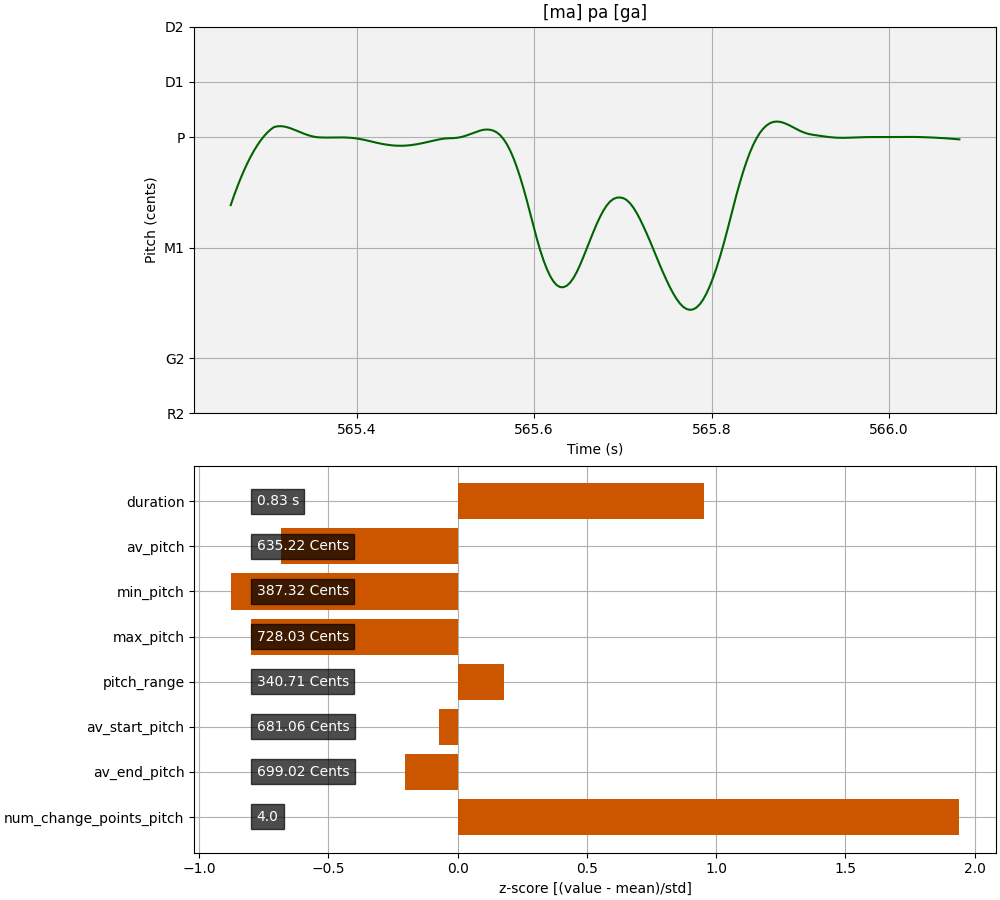 [ma] pa [ga]
D2
D1
P
M1
G2
R2
Pitch (cents)
565.4 565.6 565.8 566.0
Time (s)
duration 0.83 s
av_pitch 635.22 Cents
min_pitch 387.32 Cents
max_pitch 728.03 Cents
pitch_range 340.71 Cents
av_start_pitch 681.06 Cents
av_end_pitch 699.02 Cents
num_change_points_pitch 4.0
−1.0 −0.5 0.0 0.5 1.0 1.5 2.0
z-score [(value - mean)/std]